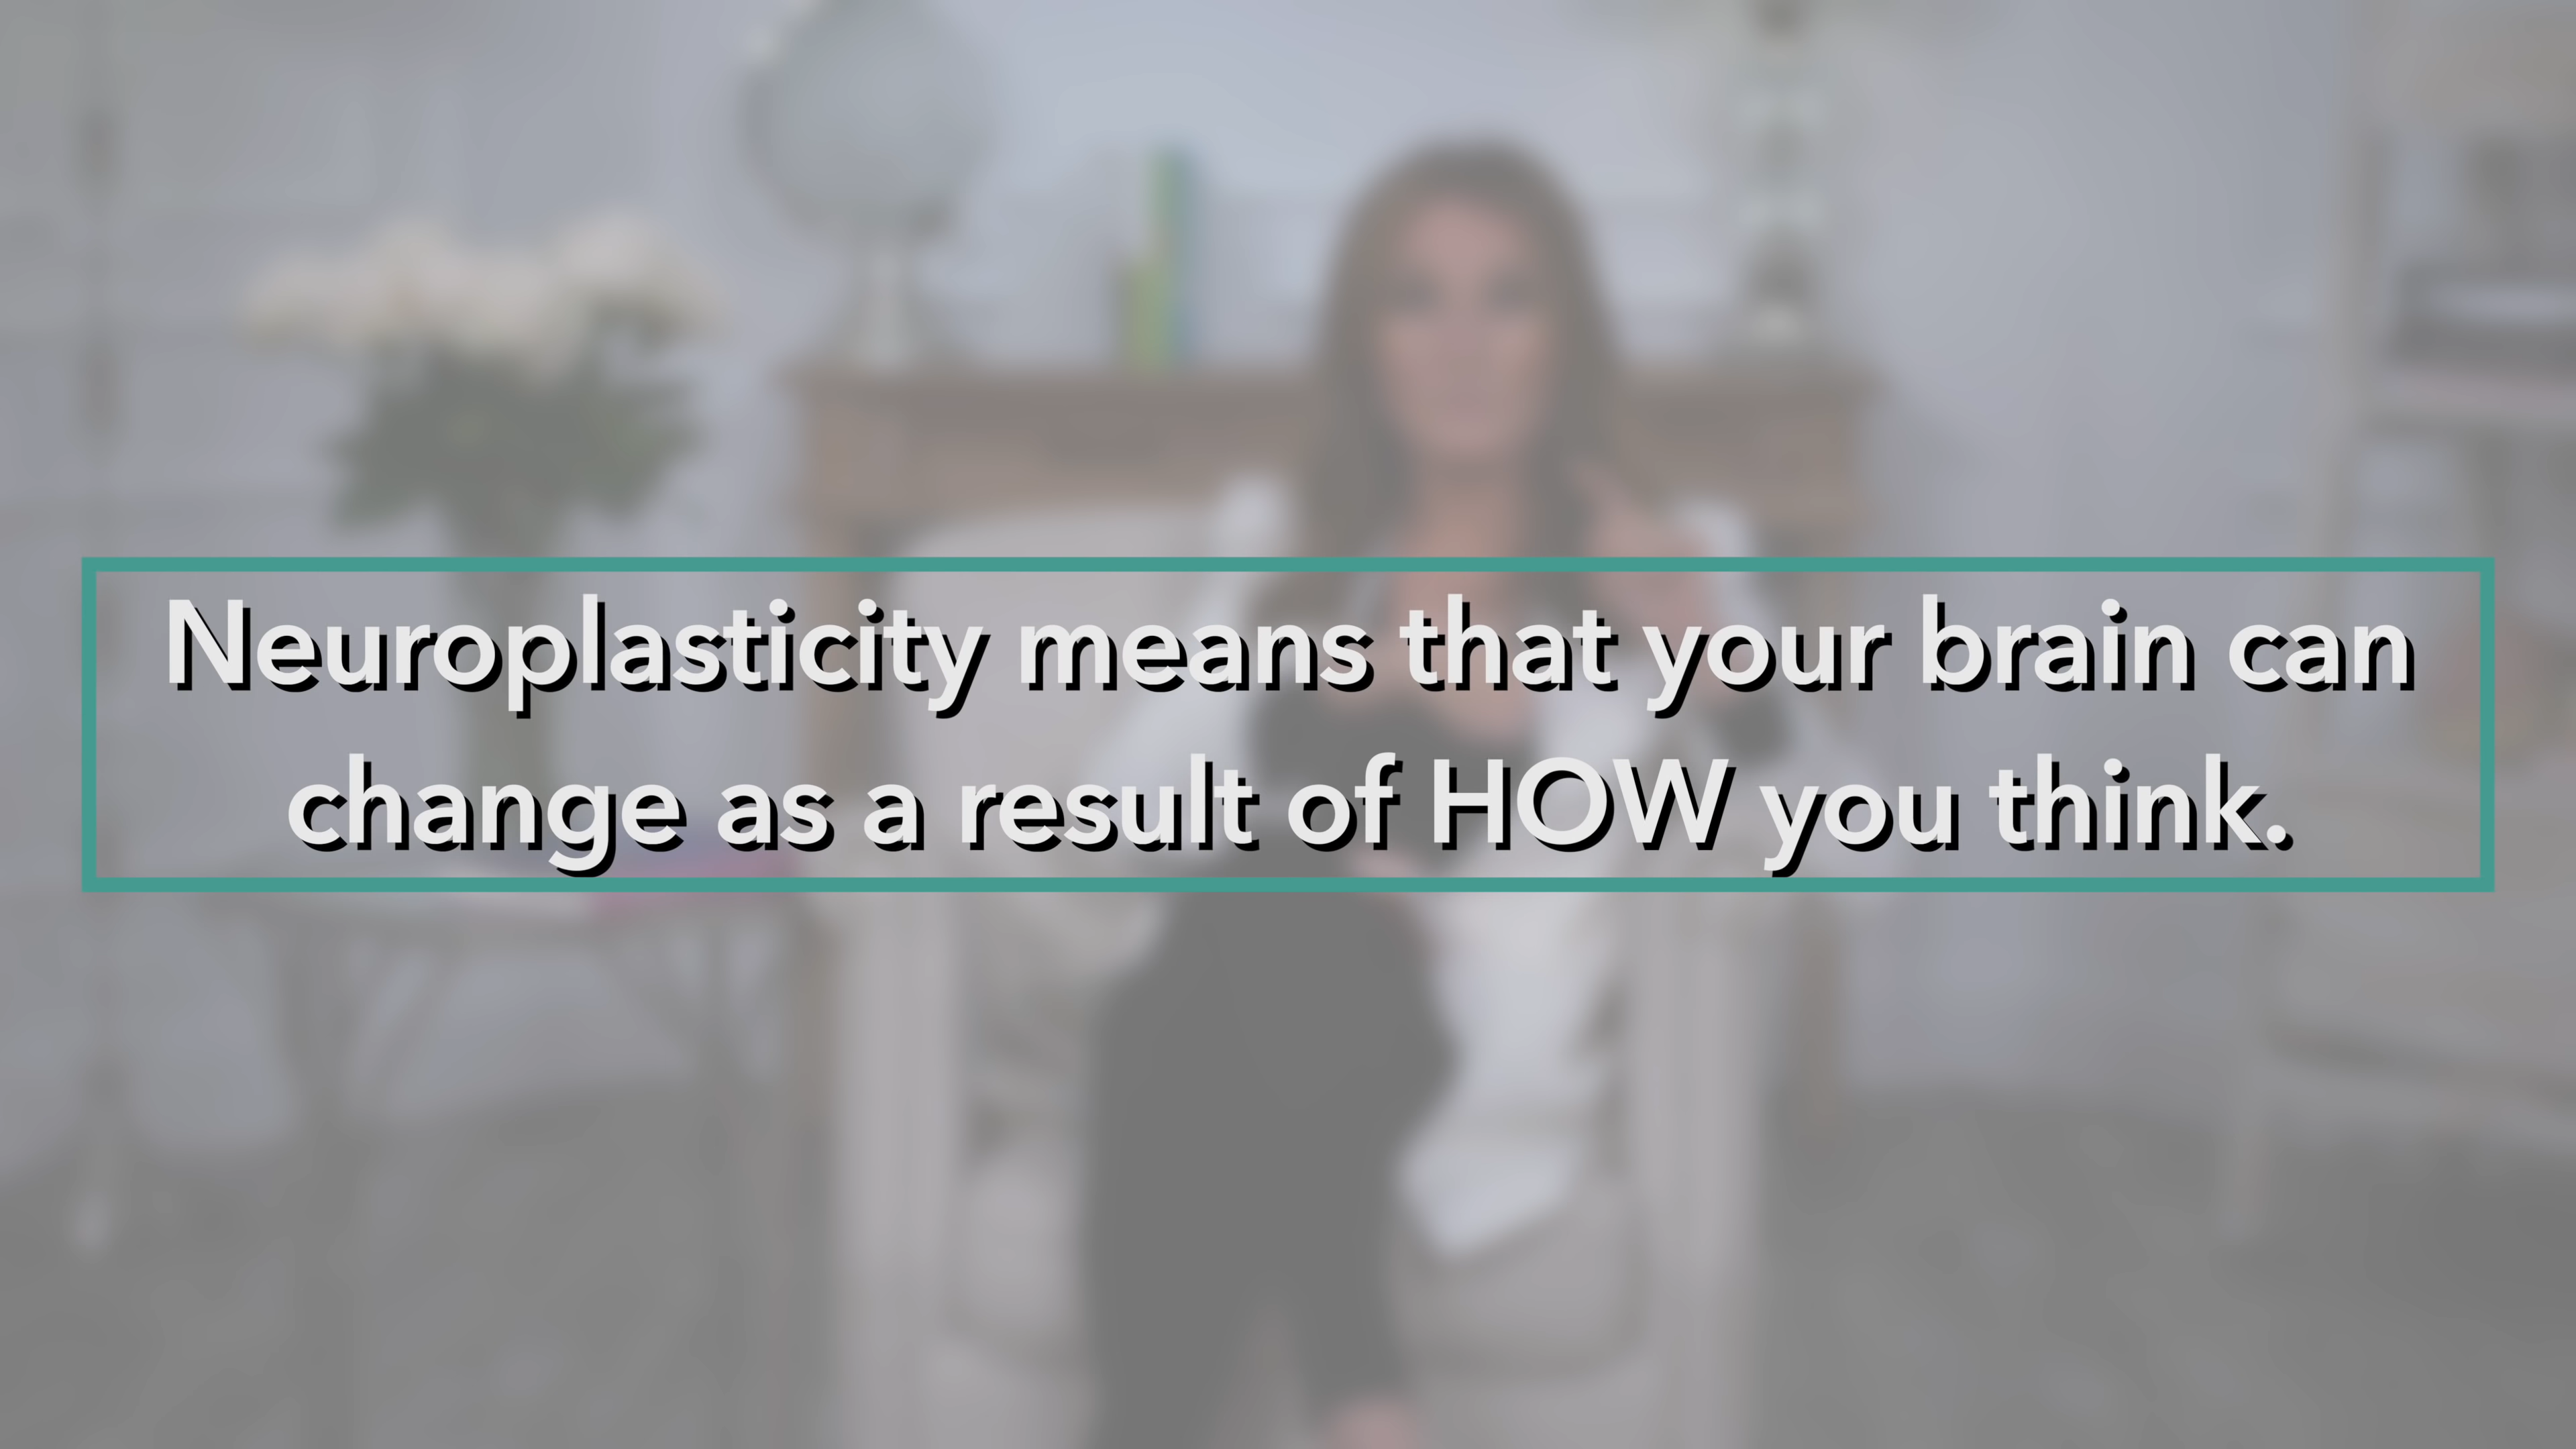 Neuroplasticity means that your brain can
change as a result of HOW you think.